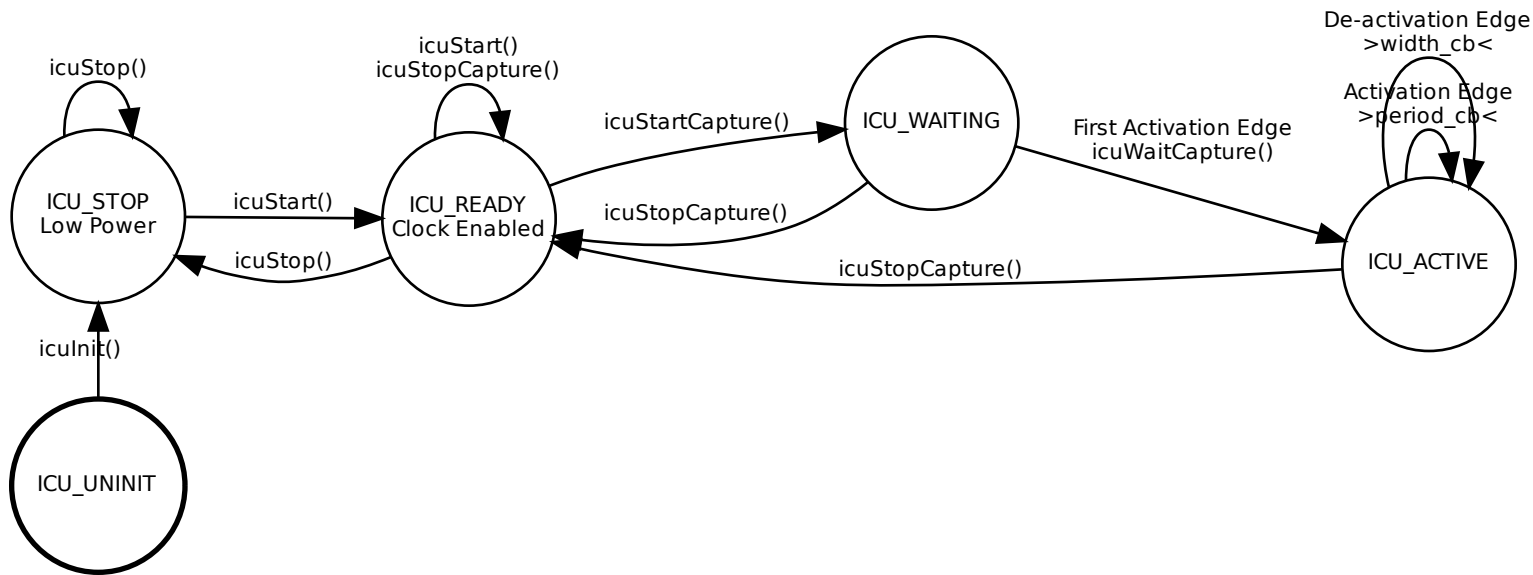 De-activation Edge
>width_cb<
icuStart()
icuStopCapture()
icuStop()
Activation Edge
>period_cb<
icuStartCapture()
ICU_WAITING
First Activation Edge
icuWaitCapture()
ICU_STOP
Low Power
icuStart()
ICU_READY
Clock Enabled
icuStopCapture()
icuStop()
icuStopCapture()
ICU_ACTIVE
icuInit()
ICU_UNINIT